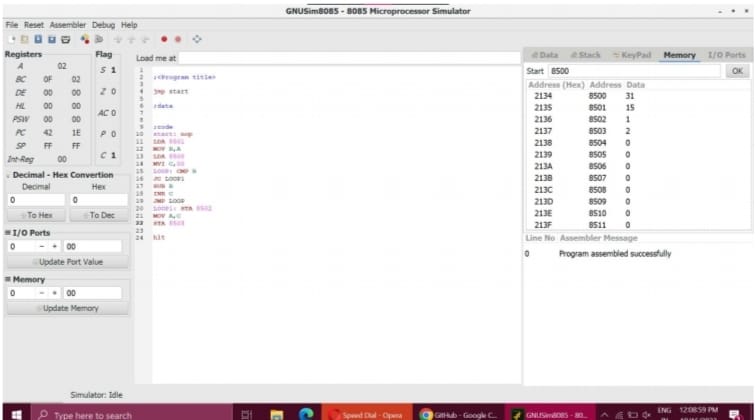 GNUSim8085 - 8085 Microprocessor Simulator
File Reset Assembler Debug Help
Registers
A 02
BC 0F 02
DE 00 00
HL 00 00
PSW 00 00
PC 42 1E
SP FF FF
Int-Reg 00
Flag
S 1
Z 0
AC 0
P 0
C 1
Decimal - Hex Convertion
Decimal Hex
0 0
To Hex To Dec
I/O Ports
0 - + 00
Update Port Value
Memory
0 - + 00
Update Memory
Load me at
1
2 ;<Program title>
3
4 jmp start
5
6 ;data
7
8
9 ;code
10 start: nop
11 LDA 8501
12 MOV B,A
13 LDA 8500
14 MVI C,00
15 LOOP: CMP B
16 JC LOOP1
17 SUB B
18 INR C
19 JMP LOOP
20 LOOP1: STA 8502
21 MOV A,C
22 STA 8503
23
24 hlt
Data Stack KeyPad Memory I/O Ports
Start 8500 OK
Address (Hex) Address Data
2134 8500 31
2135 8501 15
2136 8502 1
2137 8503 2
2138 8504 0
2139 8505 0
213A 8506 0
213B 8507 0
213C 8508 0
213D 8509 0
213E 8510 0
213F 8511 0
Line No Assembler Message
0 Program assembled successfully
Simulator: Idle
Type here to search
Speed Dial - Opera
GitHub - Google C...
GNUSim8085 - 80...
ENG 12:08:59 PM